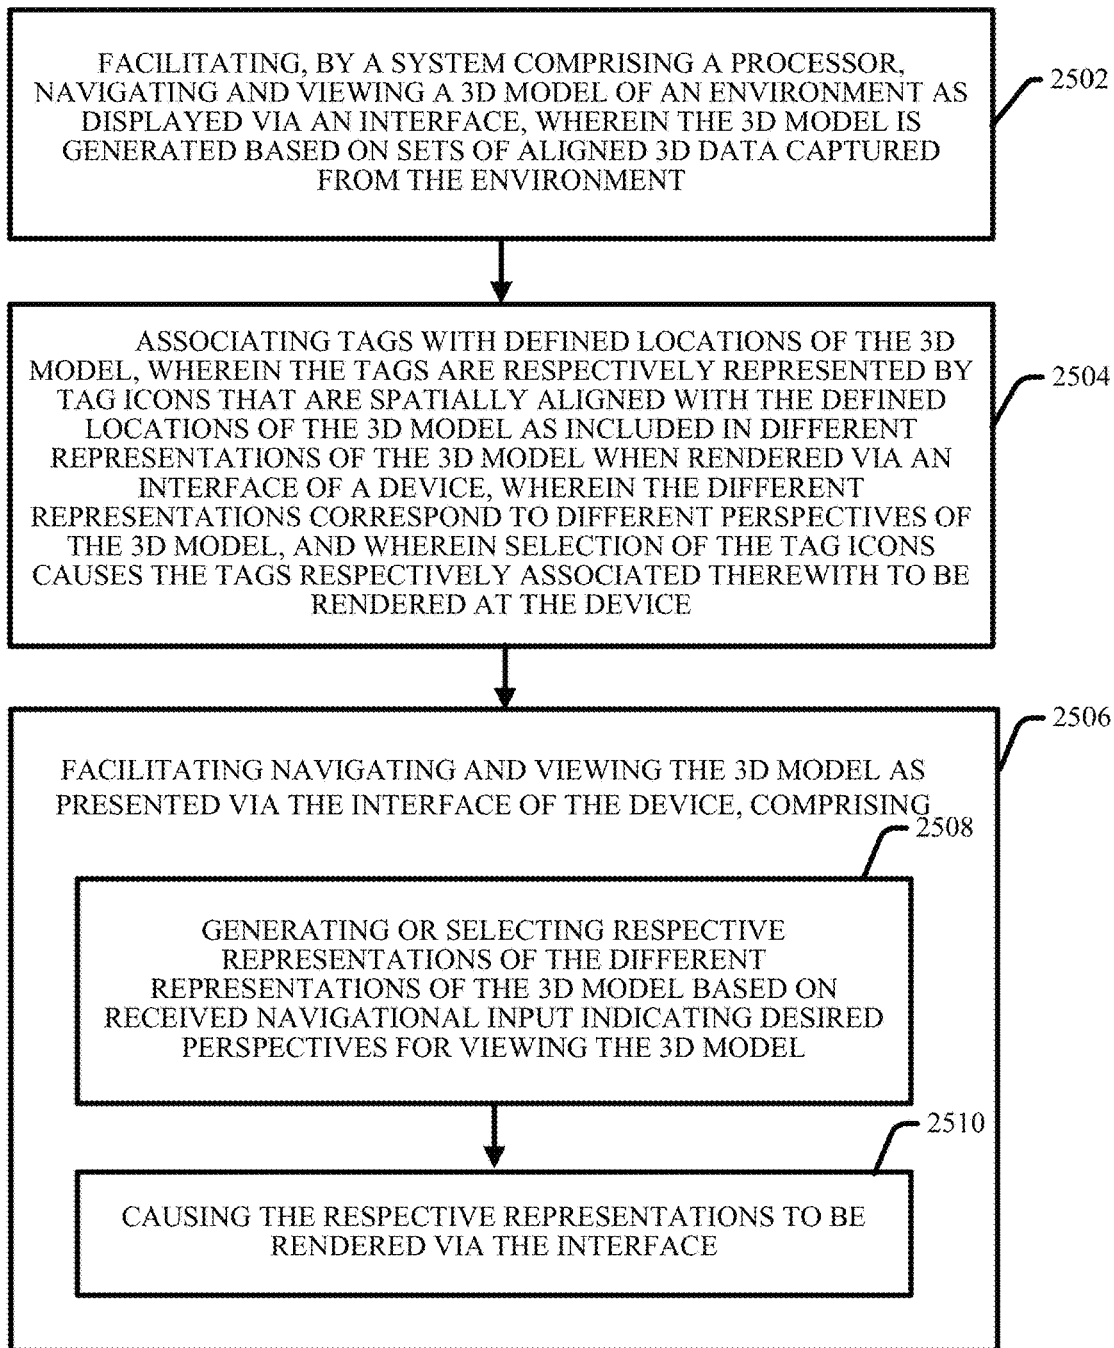 FACILITATING, BY A SYSTEM COMPRISING A PROCESSOR,
NAVIGATING AND VIEWING A 3D MODEL OF AN ENVIRONMENT AS
DISPLAYED VIA AN INTERFACE, WHEREIN THE 3D MODEL IS
GENERATED BASED ON SETS OF ALIGNED 3D DATA CAPTURED
FROM THE ENVIRONMENT
2502
ASSOCIATING TAGS WITH DEFINED LOCATIONS OF THE 3D
MODEL, WHEREIN THE TAGS ARE RESPECTIVELY REPRESENTED BY
TAG ICONS THAT ARE SPATIALLY ALIGNED WITH THE DEFINED
LOCATIONS OF THE 3D MODEL AS INCLUDED IN DIFFERENT
REPRESENTATIONS OF THE 3D MODEL WHEN RENDERED VIA AN
INTERFACE OF A DEVICE, WHEREIN THE DIFFERENT
REPRESENTATIONS CORRESPOND TO DIFFERENT PERSPECTIVES OF
THE 3D MODEL, AND WHEREIN SELECTION OF THE TAG ICONS
CAUSES THE TAGS RESPECTIVELY ASSOCIATED THEREWITH TO BE
RENDERED AT THE DEVICE
2504
2506
FACILITATING NAVIGATING AND VIEWING THE 3D MODEL AS
PRESENTED VIA THE INTERFACE OF THE DEVICE, COMPRISING
2508
GENERATING OR SELECTING RESPECTIVE
REPRESENTATIONS OF THE DIFFERENT
REPRESENTATIONS OF THE 3D MODEL BASED ON
RECEIVED NAVIGATIONAL INPUT INDICATING DESIRED
PERSPECTIVES FOR VIEWING THE 3D MODEL
2510
CAUSING THE RESPECTIVE REPRESENTATIONS TO BE
RENDERED VIA THE INTERFACE